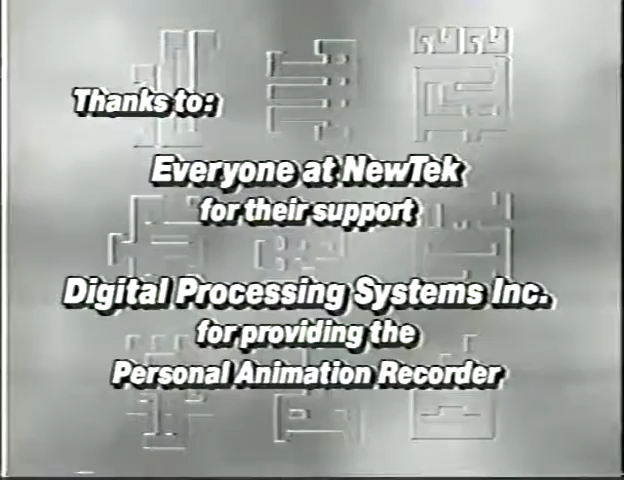 Thanks to:
Everyone at NewTek
for their support
Digital Processing Systems Inc.
for providing the
Personal Animation Recorder